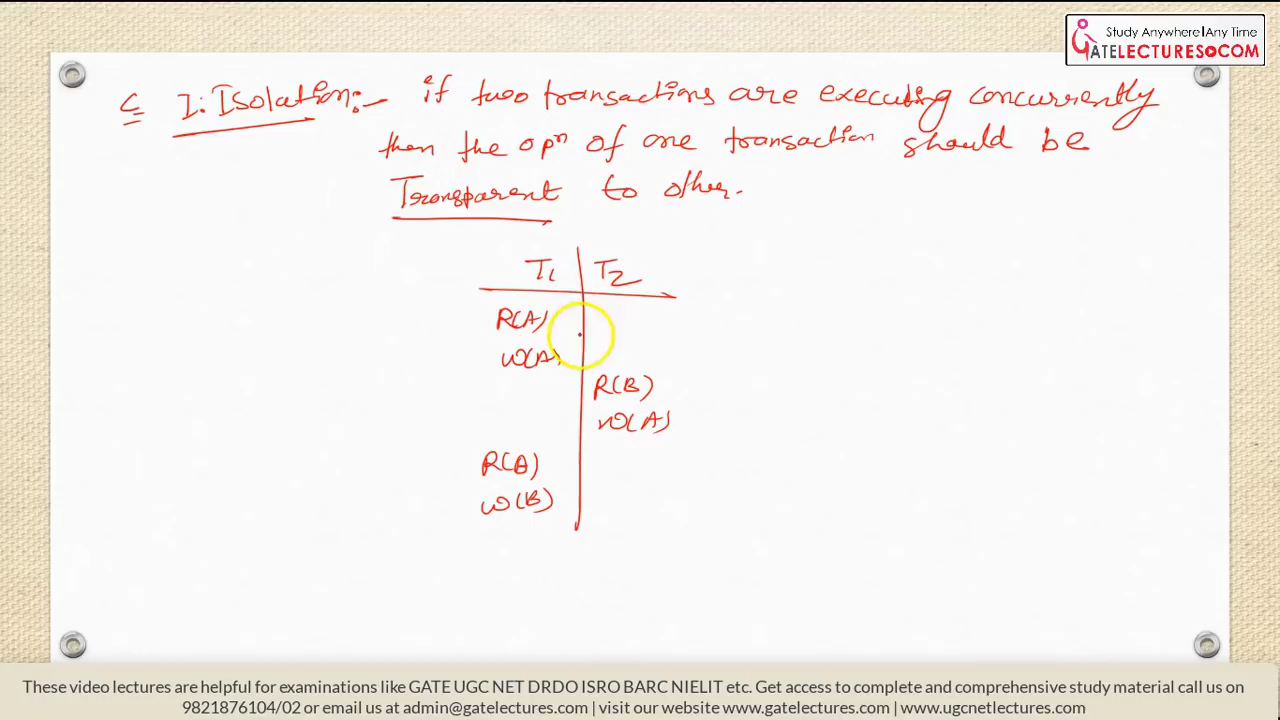 Study Anywhere Any Time
GATELECTURES.COM
C I: Isolation:- if two transactions are executing concurrently
then the opn of one transaction should be
Transparent to other.
T1 T2
R(A)
W(A)
R(B)
W(A)
W(B)
These video lectures are helpful for examinations like GATE UGC NET DRDO ISRO BARC NIELIT etc. Get access to complete and comprehensive study material call us on
9821876104/02 or email us at admin@gatelectures.com | visit our website www.gatelectures.com | www.ugcnetlectures.com